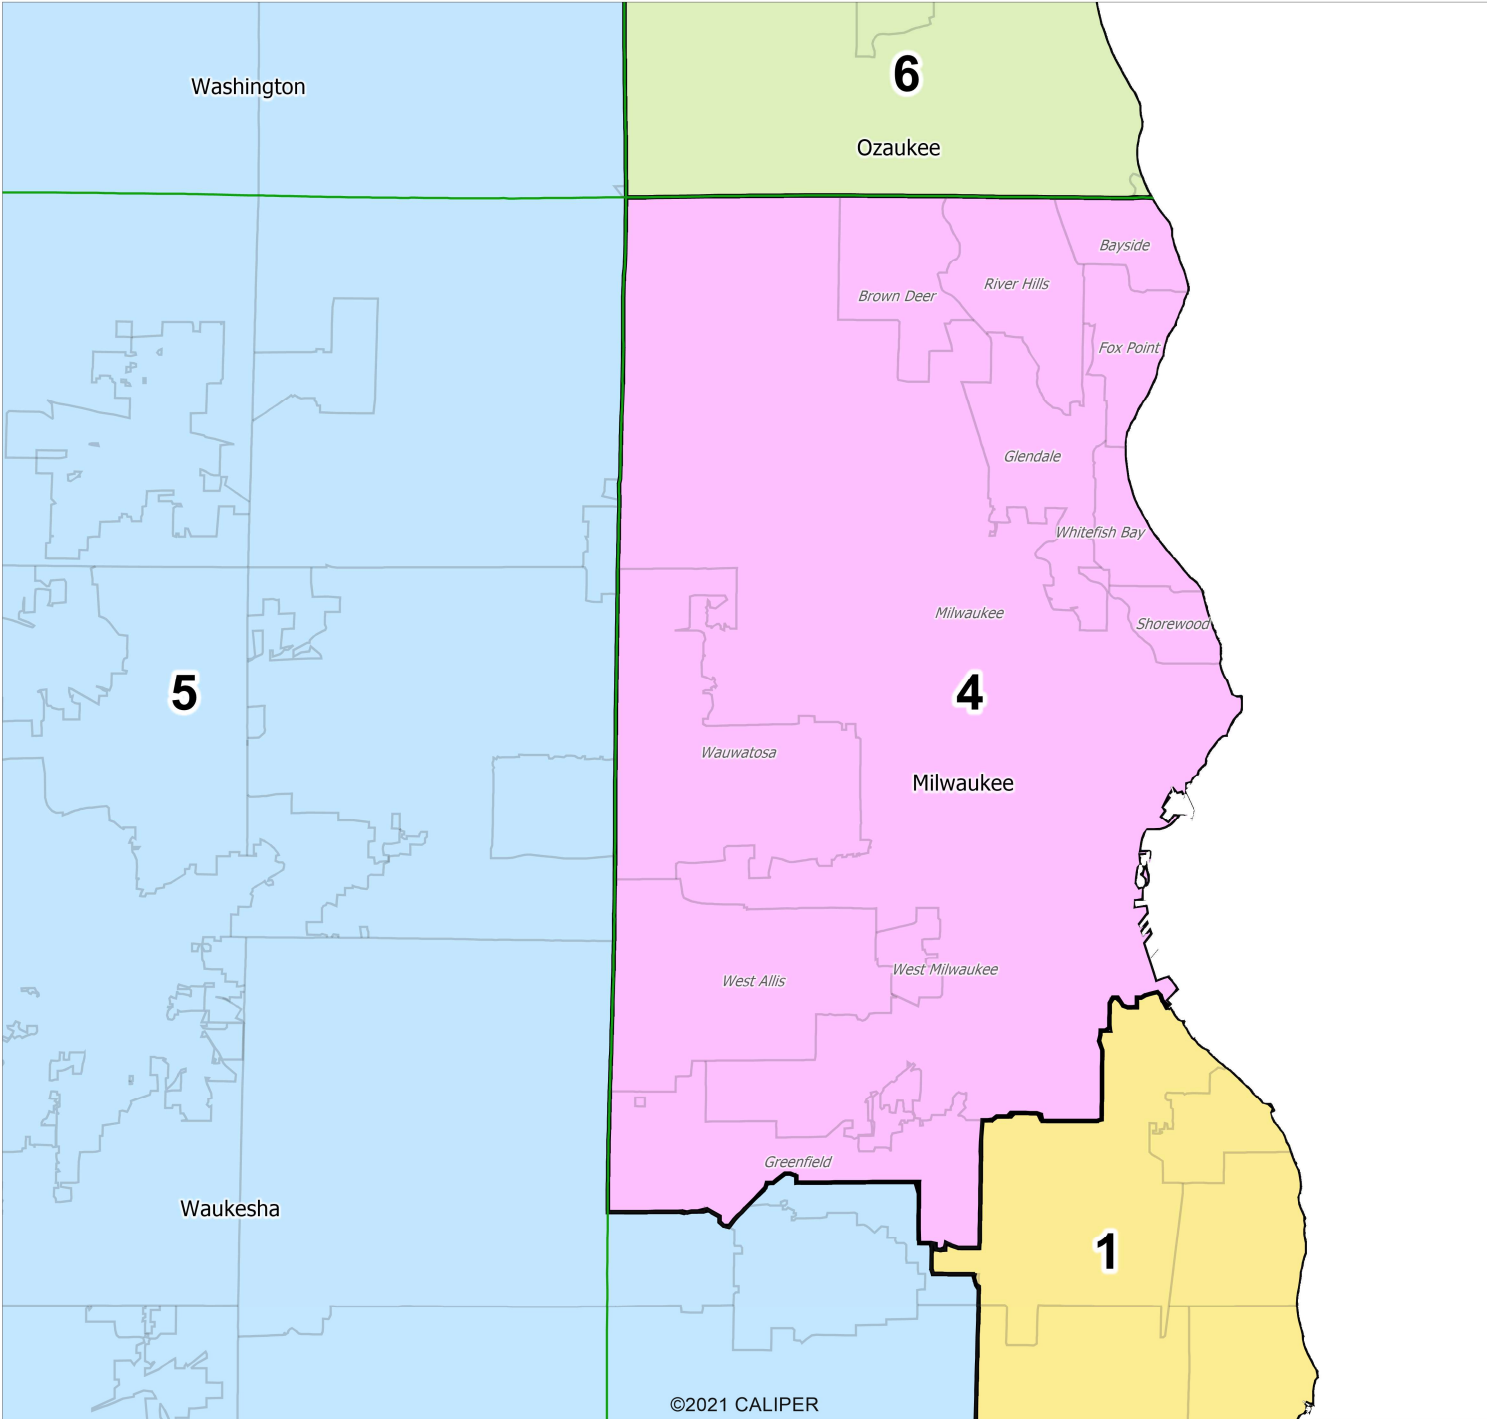 6
Washington
Ozaukee
Bayside
River Hills
Brown Deer
Fox Point
Glendale
Whitefish Bay
Milwaukee
Shorewood
5
4
Wauwatosa
Milwaukee
West Milwaukee
West Allis
Greenfield
Waukesha
1
©2021 CALIPER